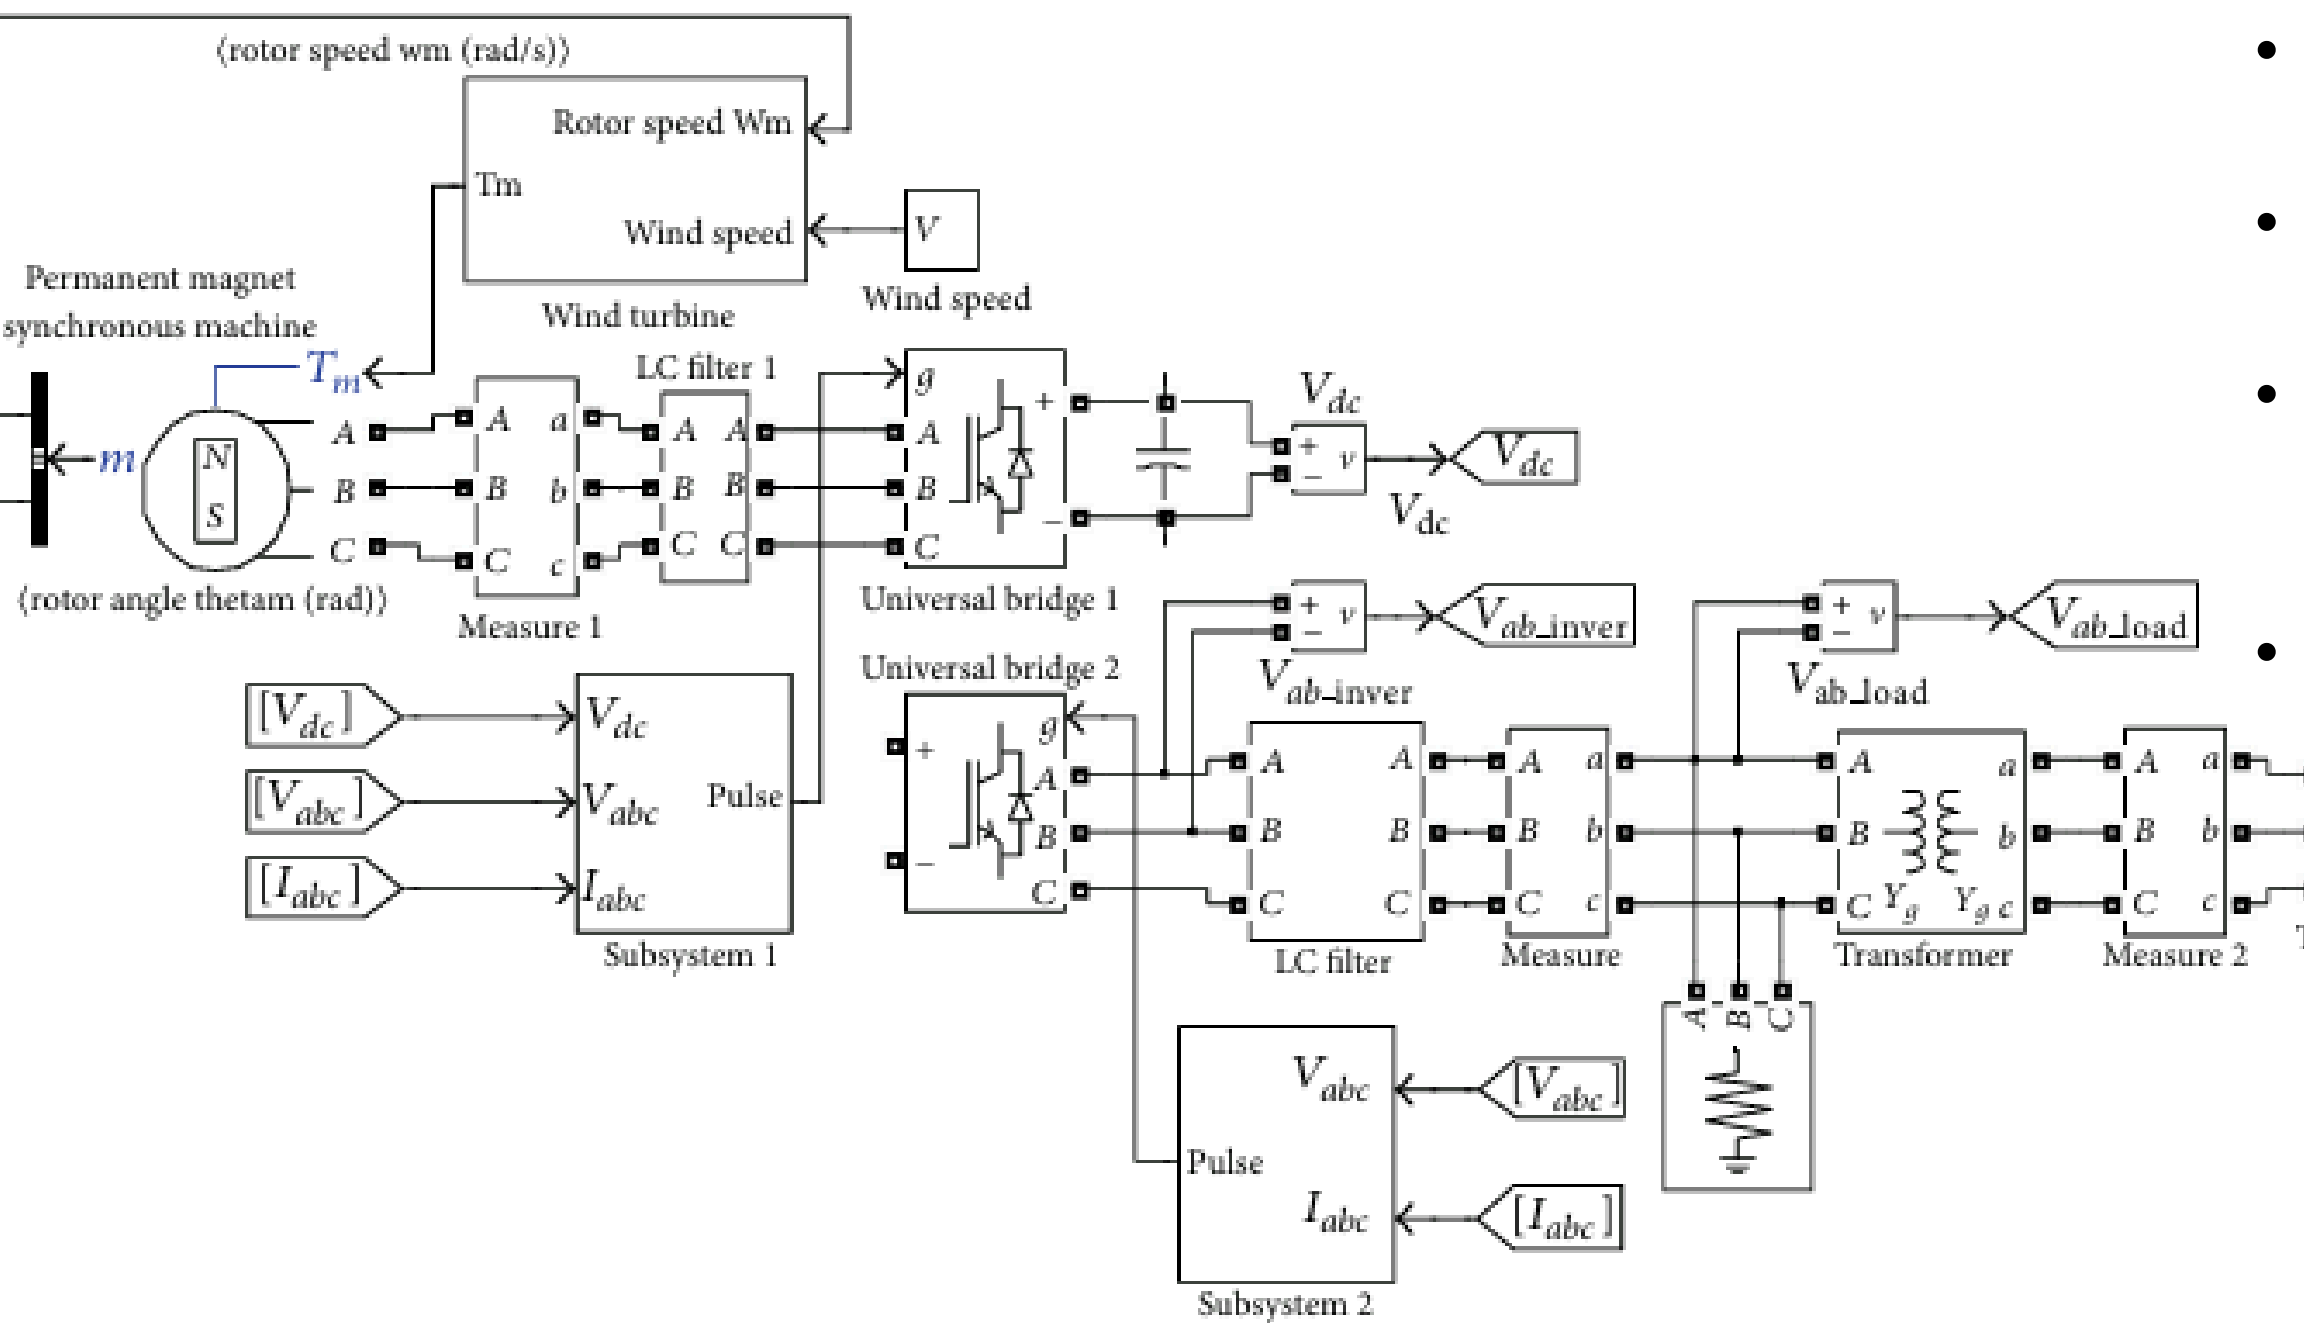 ⟨rotor speed wm (rad/s)⟩
Rotor speed Wm
Tm
Wind speed
V
Wind speed
Wind turbine
Permanent magnet
synchronous machine
T_m
m
N
S
A
B
C
⟨rotor angle thetam (rad)⟩
A a
B b
C c
Measure 1
LC filter 1
A A
B B
C C
g
A +
B
C −
Universal bridge 1
V_dc
+
− v
V_dc
V_dc
[V_dc]
[V_abc]
[I_abc]
V_dc
V_abc
I_abc
Pulse
Subsystem 1
Universal bridge 2
g
+ A
B
− C
+
− v
V_ab_inver
V_ab_inver
A A
B B
C C
LC filter
A a
B b
C c
Measure
+
− v
V_ab_load
V_ab_load
A a
B b
C Y_g Y_g c
Transformer
A a
B b
C c
Measure 2
A B C
V_abc
Pulse
I_abc
[V_abc]
[I_abc]
Subsystem 2